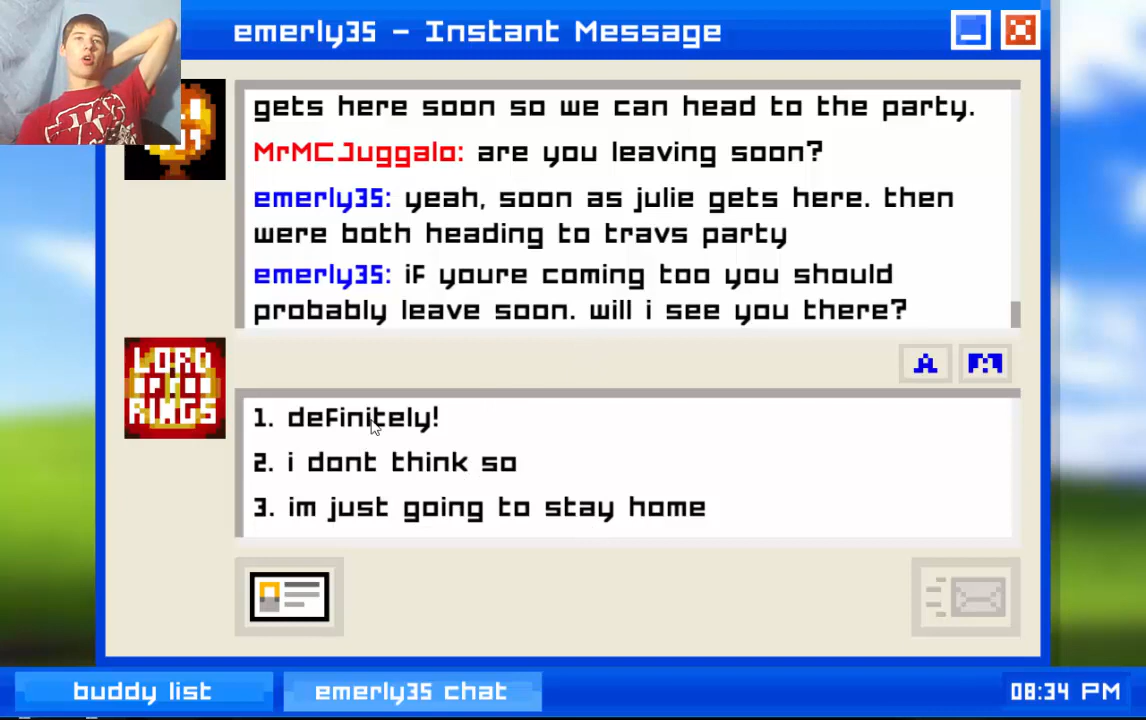 emerly35 - Instant Message
gets here soon so we can head to the party.
MrMCJuggalo: are you leaving soon?
emerly35: yeah, soon as julie gets here. then
were both heading to travs party
emerly35: if youre coming too you should
probably leave soon. will i see you there?
LORD
OF THE
RINGS
A
1. definitely!
2. i dont think so
3. im just going to stay home
buddy list
emerly35 chat
08:34 PM